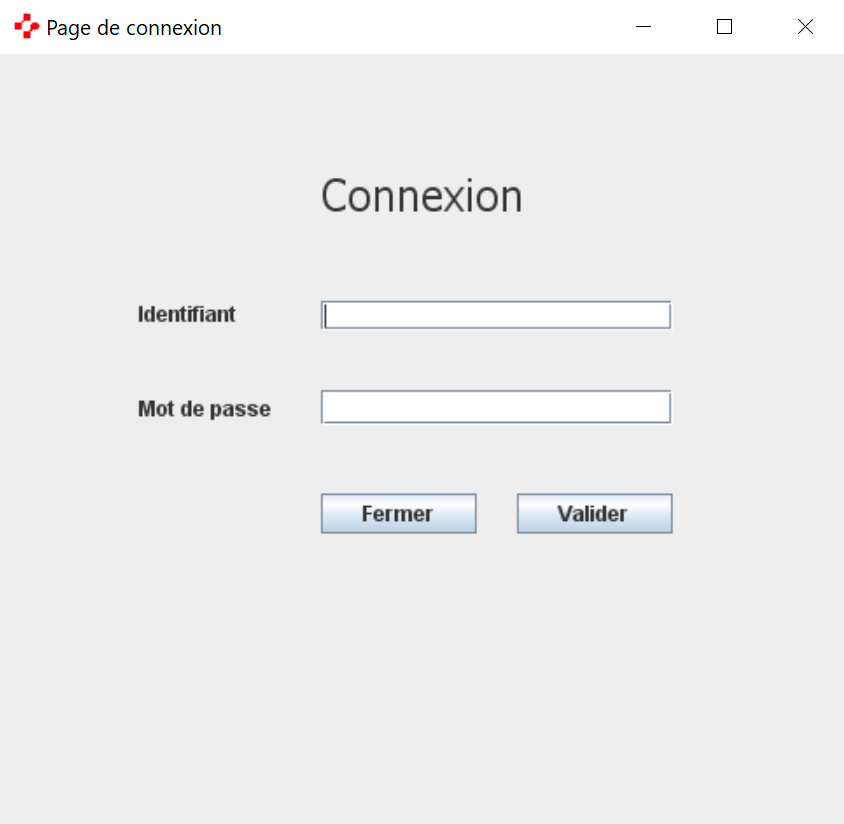 Page de connexion
Connexion
Identifiant
Mot de passe
Fermer Valider